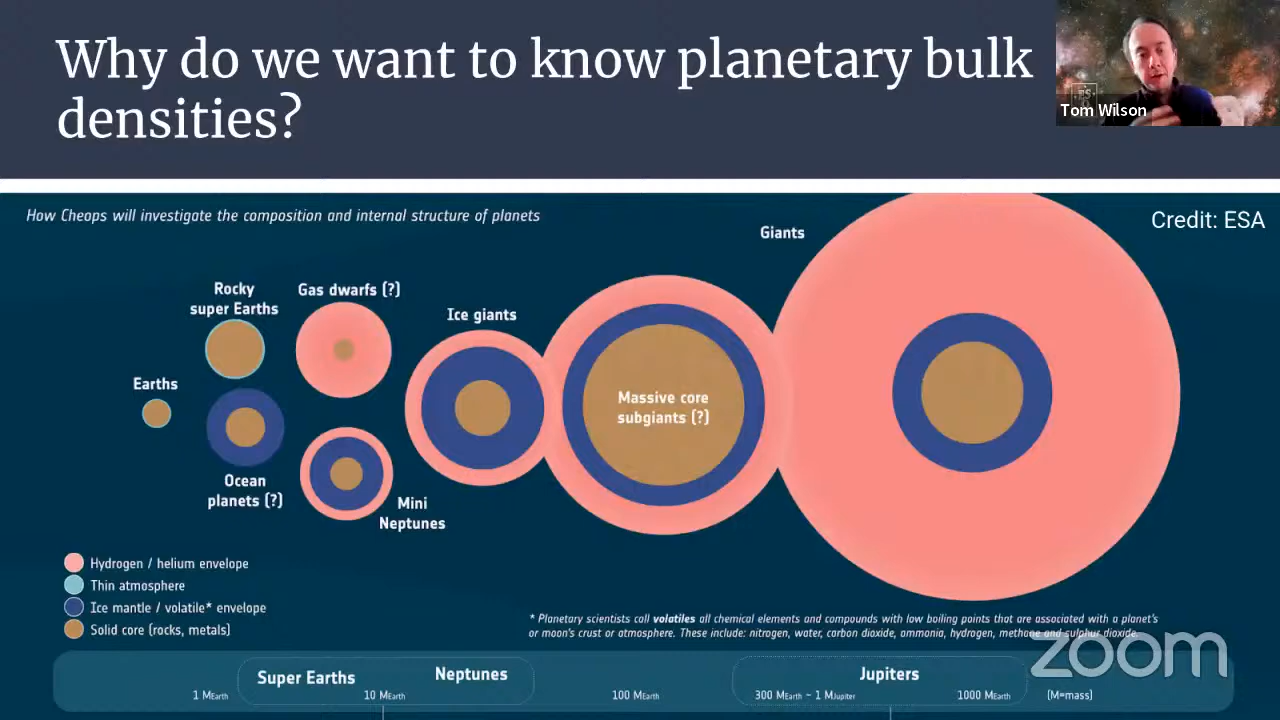 Why do we want to know planetary bulk
densities?
Tom Wilson
How Cheops will investigate the composition and internal structure of planets
Credit: ESA
Giants
Rocky
super Earths
Gas dwarfs (?)
Ice giants
Earths
Massive core
subgiants (?)
Ocean
planets (?)
Mini
Neptunes
Hydrogen / helium envelope
Thin atmosphere
Ice mantle / volatile* envelope
Solid core (rocks, metals)
* Planetary scientists call volatiles all chemical elements and compounds with low boiling points that are associated with a planet's
or moon's crust or atmosphere. These include: nitrogen, water, carbon dioxide, ammonia, hydrogen, methane and sulphur dioxide.
zoom
Super Earths
Neptunes
Jupiters
1 MEarth
10 MEarth
100 MEarth
300 MEarth ~ 1 MJupiter
1000 MEarth
(M=mass)